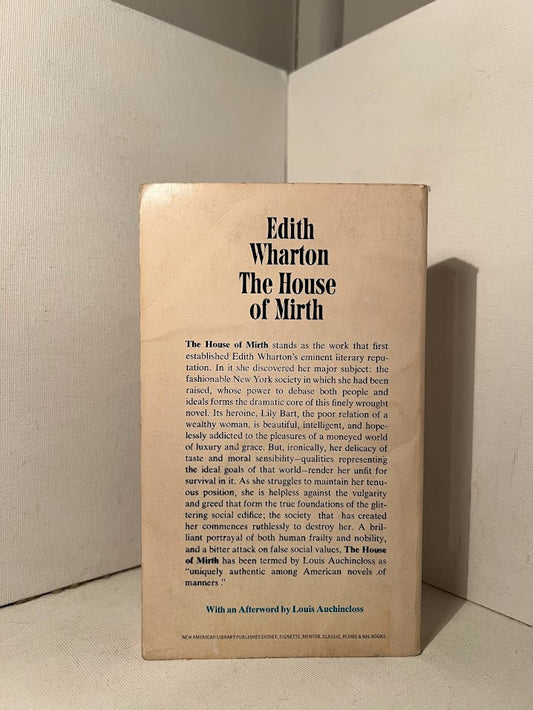 Edith
Wharton
The House
of Mirth
The House of Mirth stands as the work that first
established Edith Wharton's eminent literary repu-
tation. In it she discovered her major subject: the
fashionable New York society in which she had been
raised, whose power to debase both people and
ideals forms the dramatic core of this finely wrought
novel. Its heroine, Lily Bart, the poor relation of a
wealthy woman, is beautiful, intelligent, and hope-
lessly addicted to the pleasures of a moneyed world
of luxury and grace. But, ironically, her delicacy of
taste and moral sensibility—qualities representing
the ideal goals of that world—render her unfit for
survival in it. As she struggles to maintain her tenu-
ous position, she is helpless against the vulgarity
and greed that form the true foundations of the glit-
tering social edifice; the society that has created
her commences ruthlessly to destroy her. A bril-
liant portrayal of both human frailty and nobility,
and a bitter attack on false social values, The House
of Mirth has been termed by Louis Auchincloss as
"uniquely authentic among American novels of
manners."
With an Afterword by Louis Auchincloss
NEW AMERICAN LIBRARY PUBLISHES SIGNET, SIGNETTE, MENTOR, CLASSIC, PLUME & NAL BOOKS